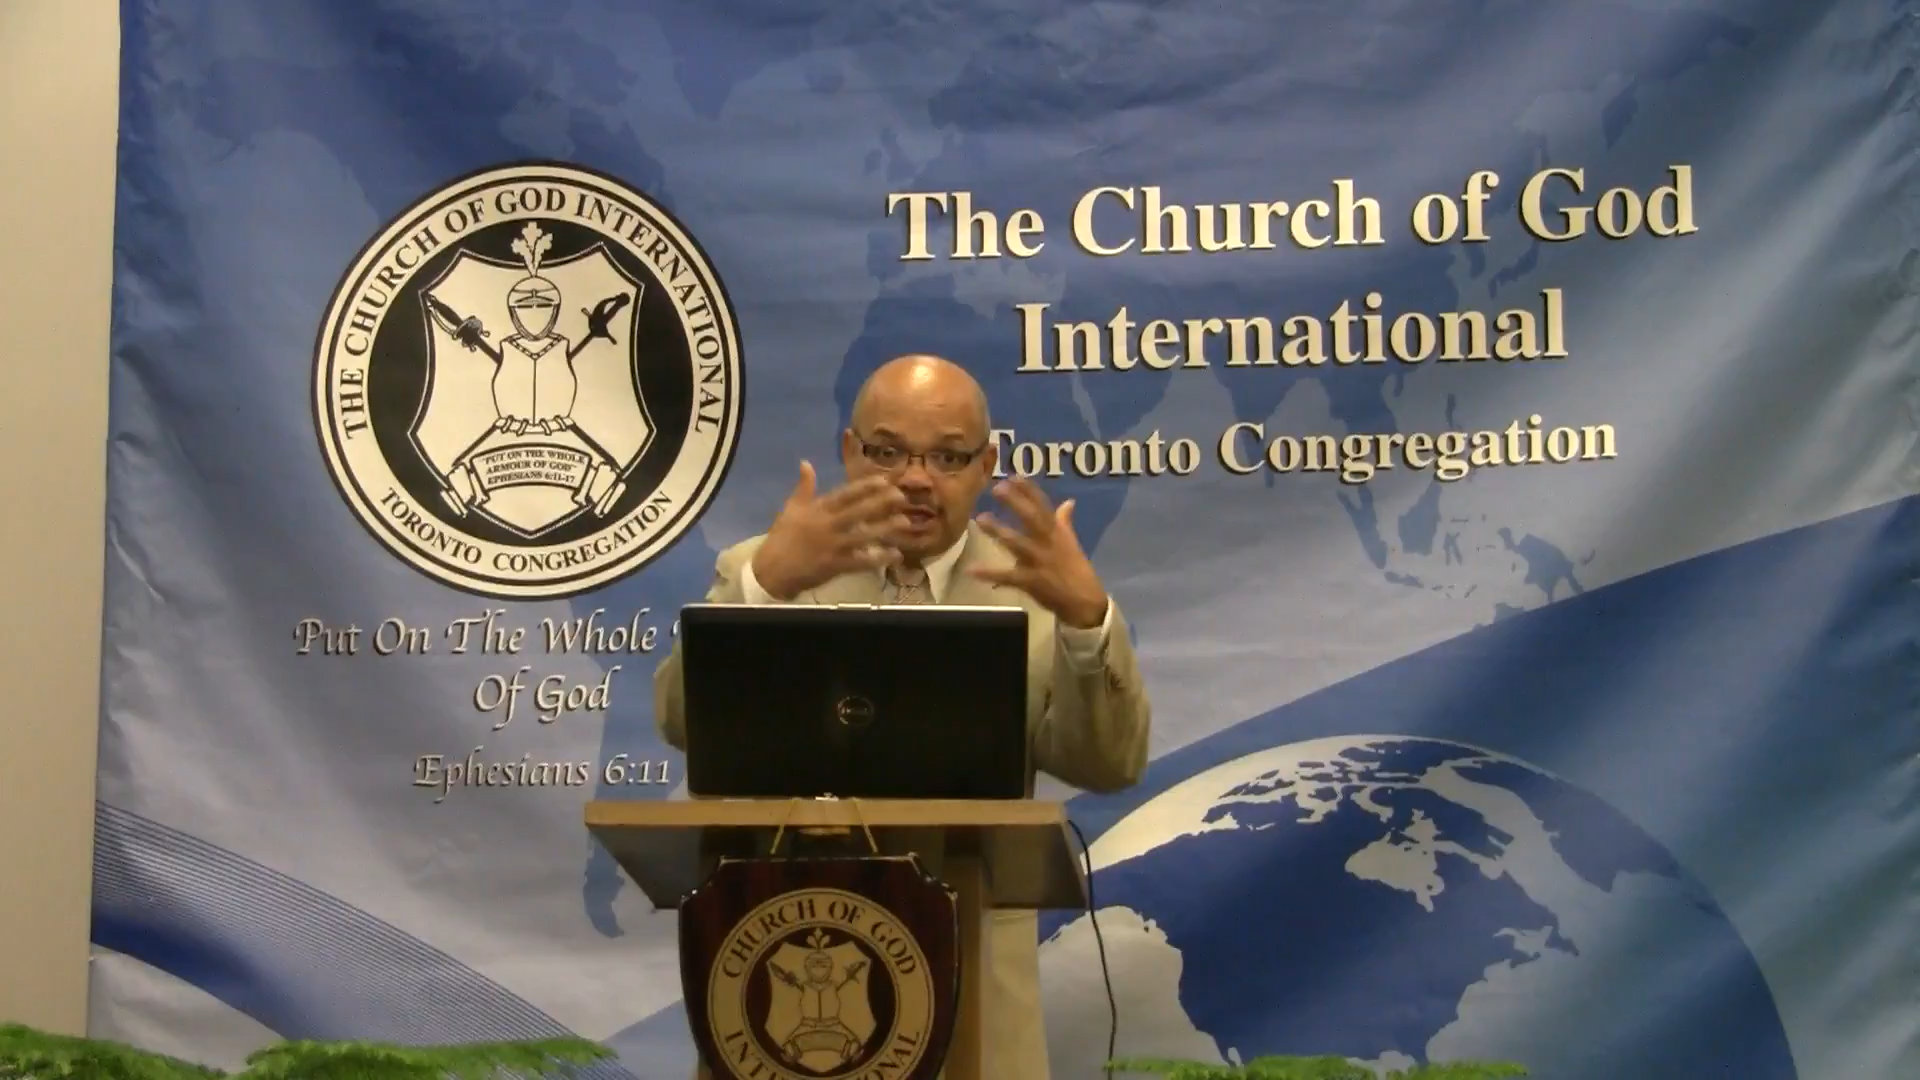 THE CHURCH OF GOD INTERNATIONAL
"PUT ON THE WHOLE
ARMOUR OF GOD"
EPHESIANS 6:11-17
TORONTO CONGREGATION
The Church of God
International
Toronto Congregation
Put On The Whole
Of God
Ephesians 6:11
DELL
CHURCH OF GOD
INTERNATIONAL